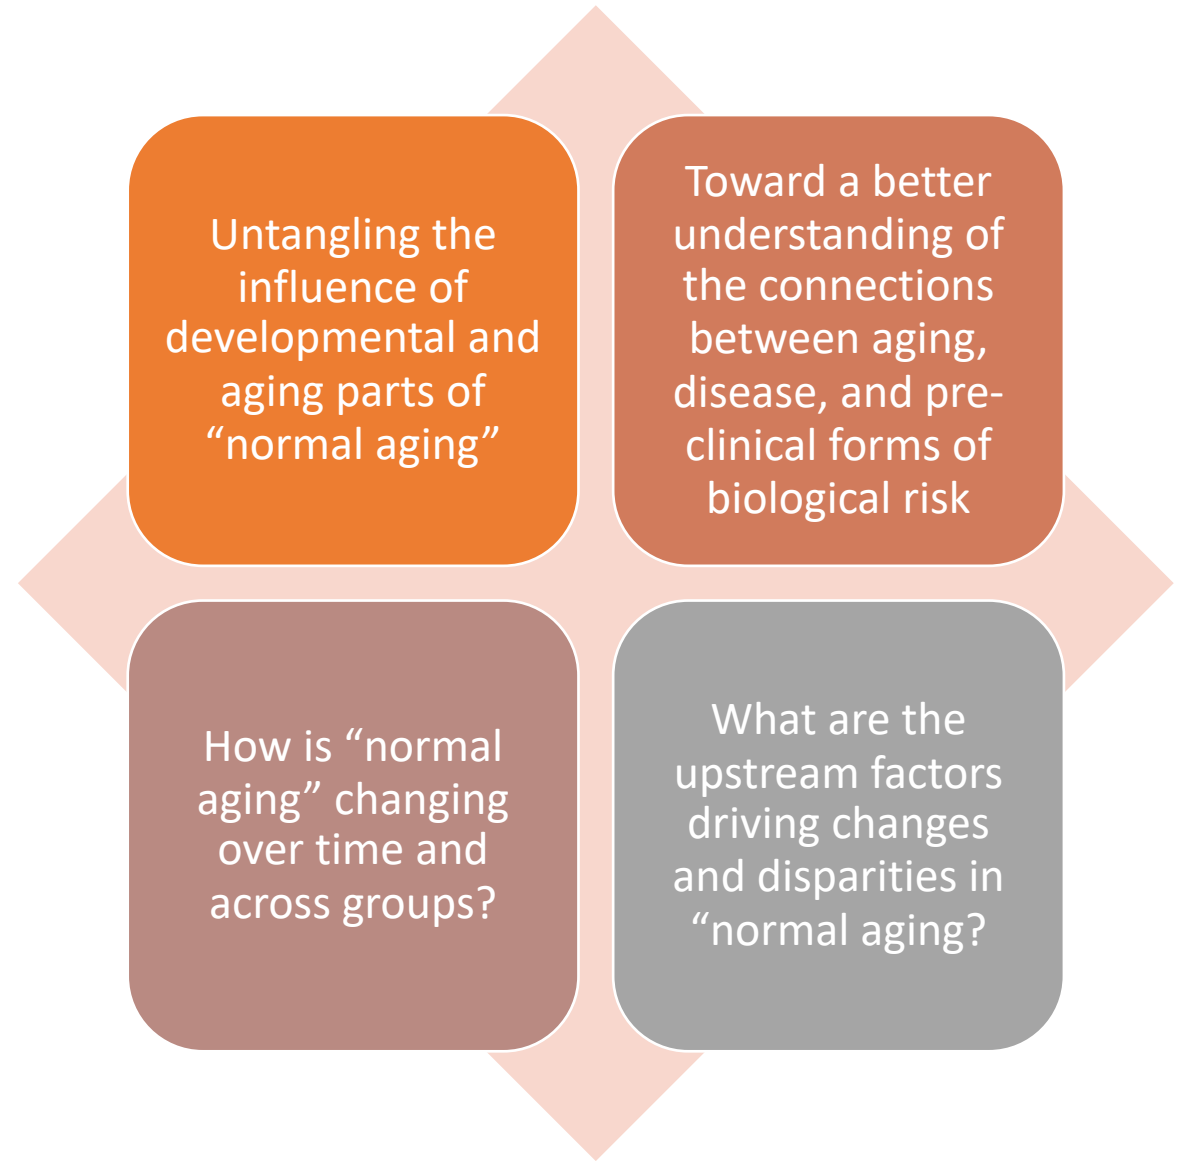 Untangling the
influence of
developmental and
aging parts of
“normal aging”
Toward a better
understanding of
the connections
between aging,
disease, and pre-
clinical forms of
biological risk
How is “normal
aging” changing
over time and
across groups?
What are the
upstream factors
driving changes
and disparities in
“normal aging?